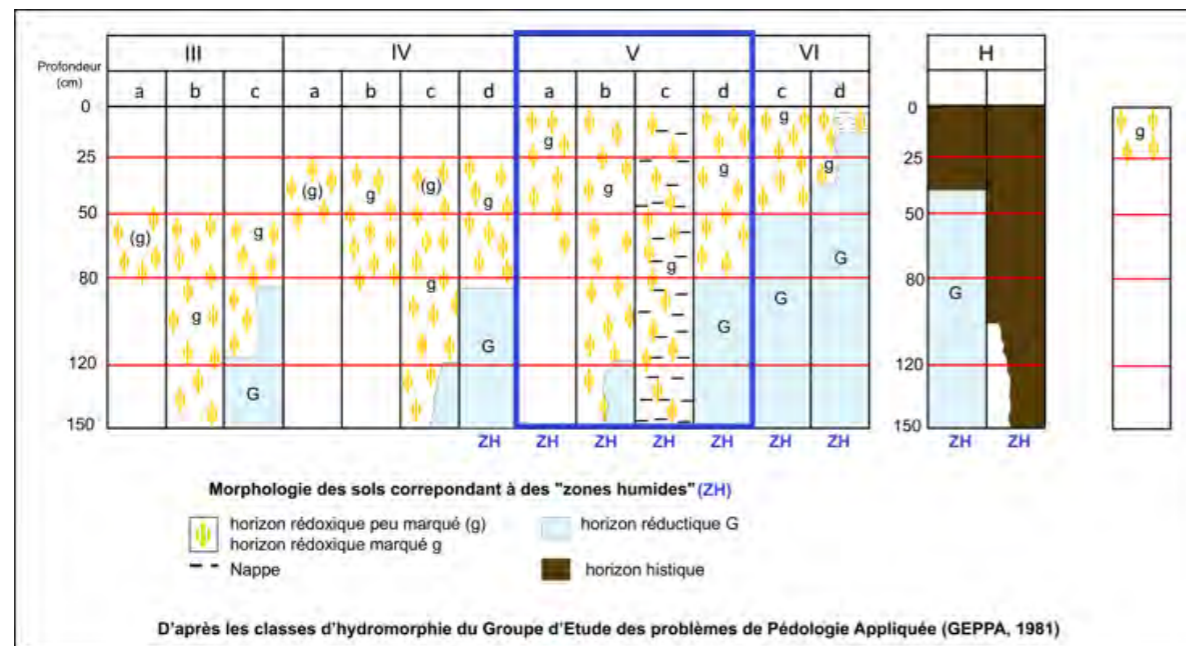 III IV V VI H
Profondeur
(cm)
a b c a b c d a b c d c d
0 0
g g g
g
25 25
(g) g (g) g g g g
50 50
(g) g
80 80
g g g
G G G G G
120 120
G
150 150
ZH ZH ZH ZH ZH ZH ZH ZH ZH
Morphologie des sols correpondant à des "zones humides" (ZH)
horizon rédoxique peu marqué (g)
horizon rédoxique marqué g
horizon réductique G
Nappe
horizon histique
D'après les classes d'hydromorphie du Groupe d'Etude des problèmes de Pédologie Appliquée (GEPPA, 1981)